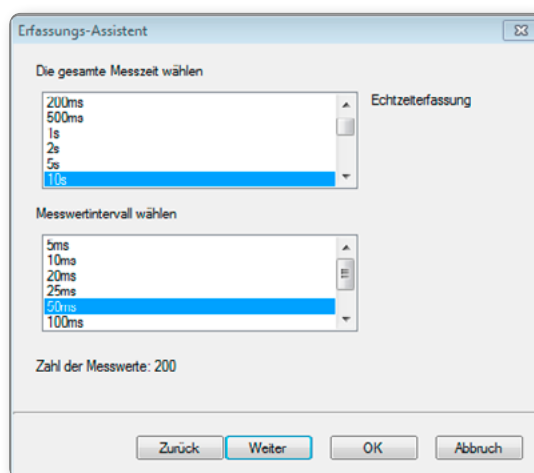 Erfassungs-Assistent
Die gesamte Messzeit wählen
200ms
500ms
1s
2s
5s
10s
Echtzeiterfassung
Messwertintervall wählen
5ms
10ms
20ms
25ms
50ms
100ms
Zahl der Messwerte: 200
Zurück Weiter OK Abbruch